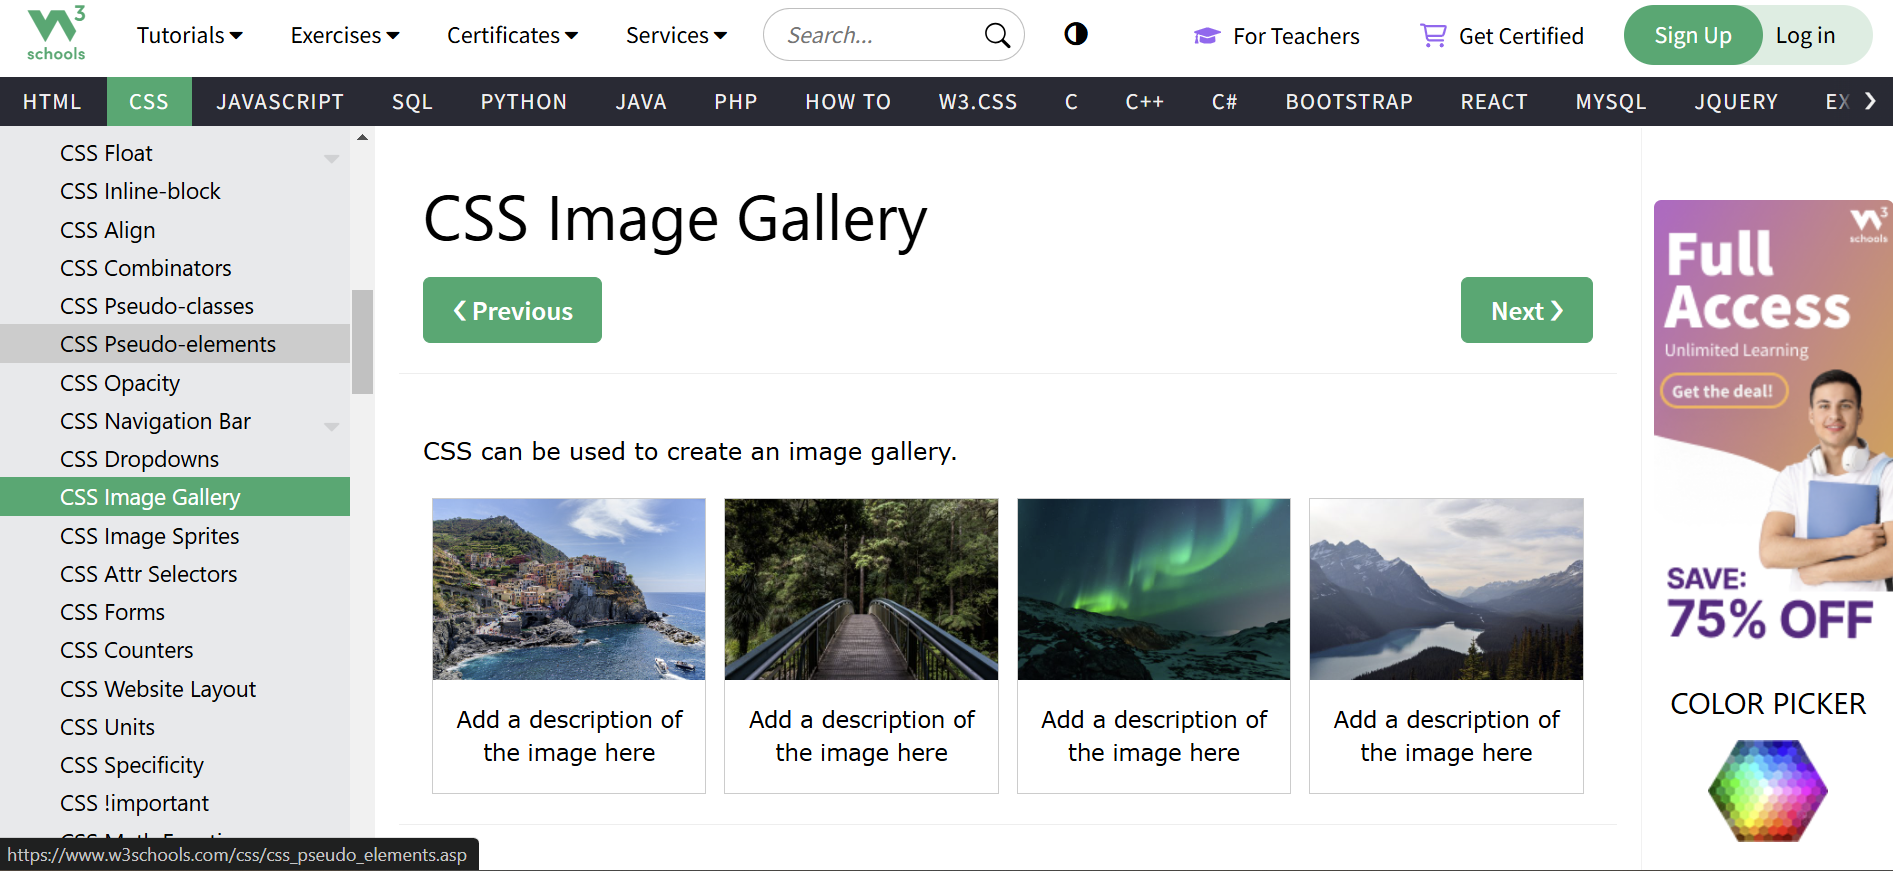 W3
schools
Tutorials
Exercises
Certificates
Services
Search...
For Teachers
Get Certified
Sign Up
Log in
HTML
CSS
JAVASCRIPT
SQL
PYTHON
JAVA
PHP
HOW TO
W3.CSS
C
C++
C#
BOOTSTRAP
REACT
MYSQL
JQUERY
EX
CSS Float
CSS Inline-block
CSS Align
CSS Combinators
CSS Pseudo-classes
CSS Pseudo-elements
CSS Opacity
CSS Navigation Bar
CSS Dropdowns
CSS Image Gallery
CSS Image Sprites
CSS Attr Selectors
CSS Forms
CSS Counters
CSS Website Layout
CSS Units
CSS Specificity
CSS !important
https://www.w3schools.com/css/css_pseudo_elements.asp
CSS Image Gallery
❮ Previous
Next ❯
CSS can be used to create an image gallery.
Add a description of
the image here
Add a description of
the image here
Add a description of
the image here
Add a description of
the image here
W3
schools
Full
Access
Unlimited Learning
Get the deal!
SAVE:
75% OFF
COLOR PICKER